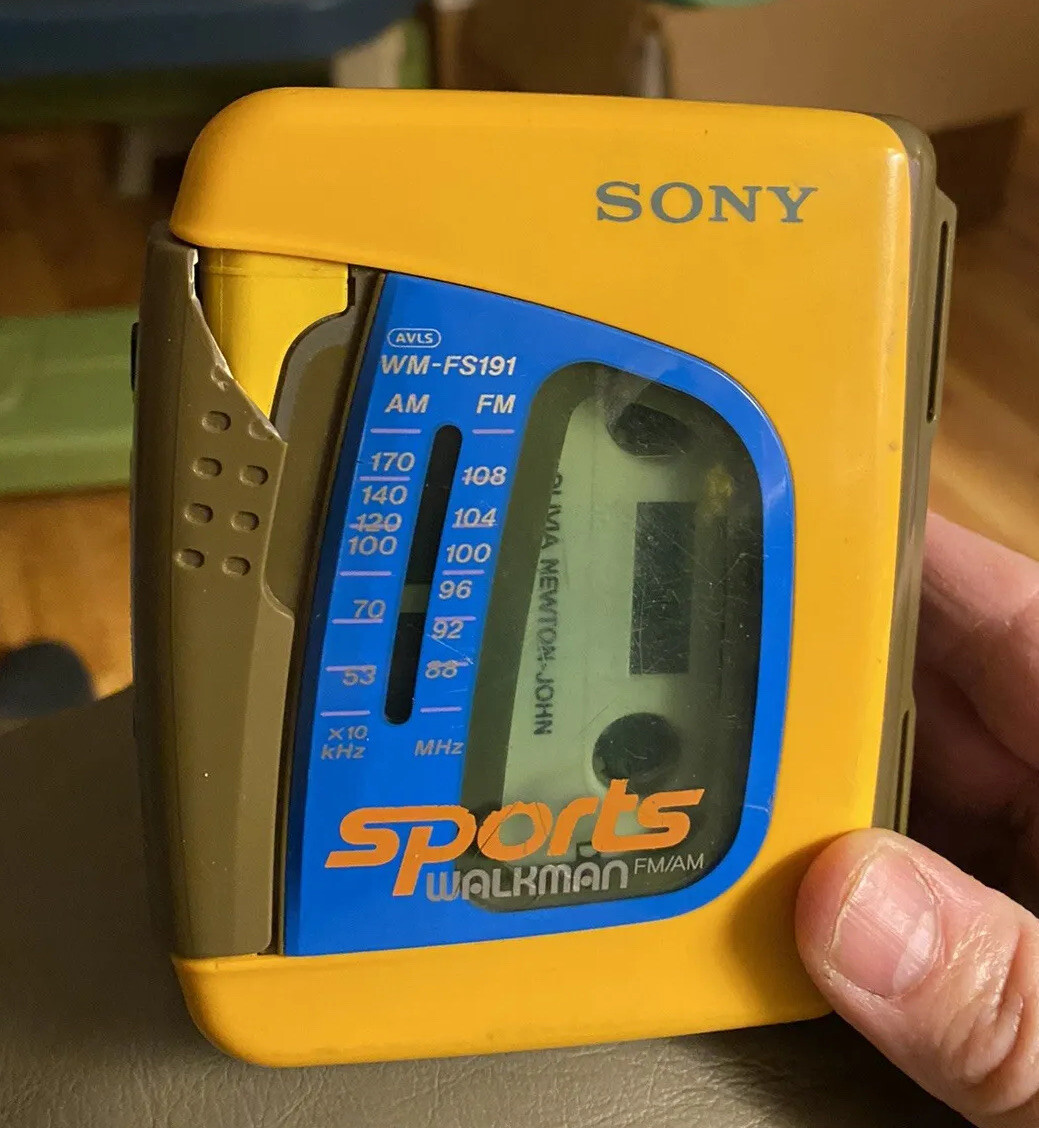 SONY
AVLS
WM-FS191
AM FM
170 108
140
120 104
100 100
96
70 92
53 88
X10 kHz MHz
OLIVIA NEWTON-JOHN
sports
WALKMAN FM/AM